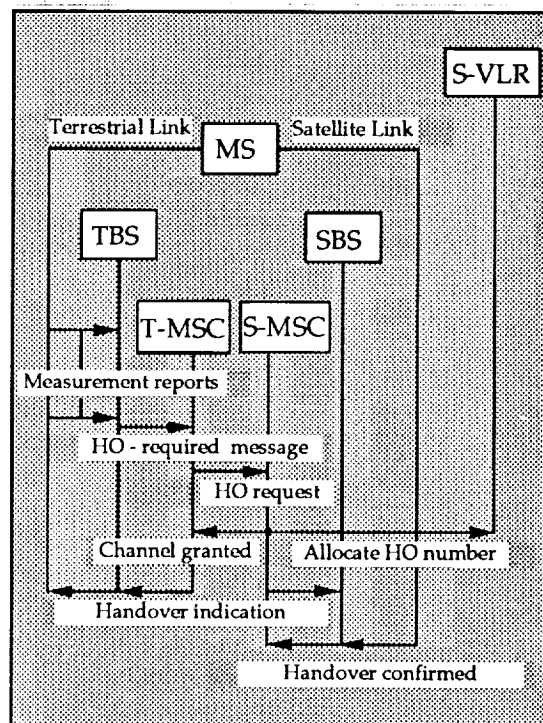 S-VLR
Terrestrial Link
MS
Satellite Link
TBS
SBS
T-MSC
S-MSC
Measurement reports
HO - required message
HO request
Channel granted
Allocate HO number
Handover indication
Handover confirmed